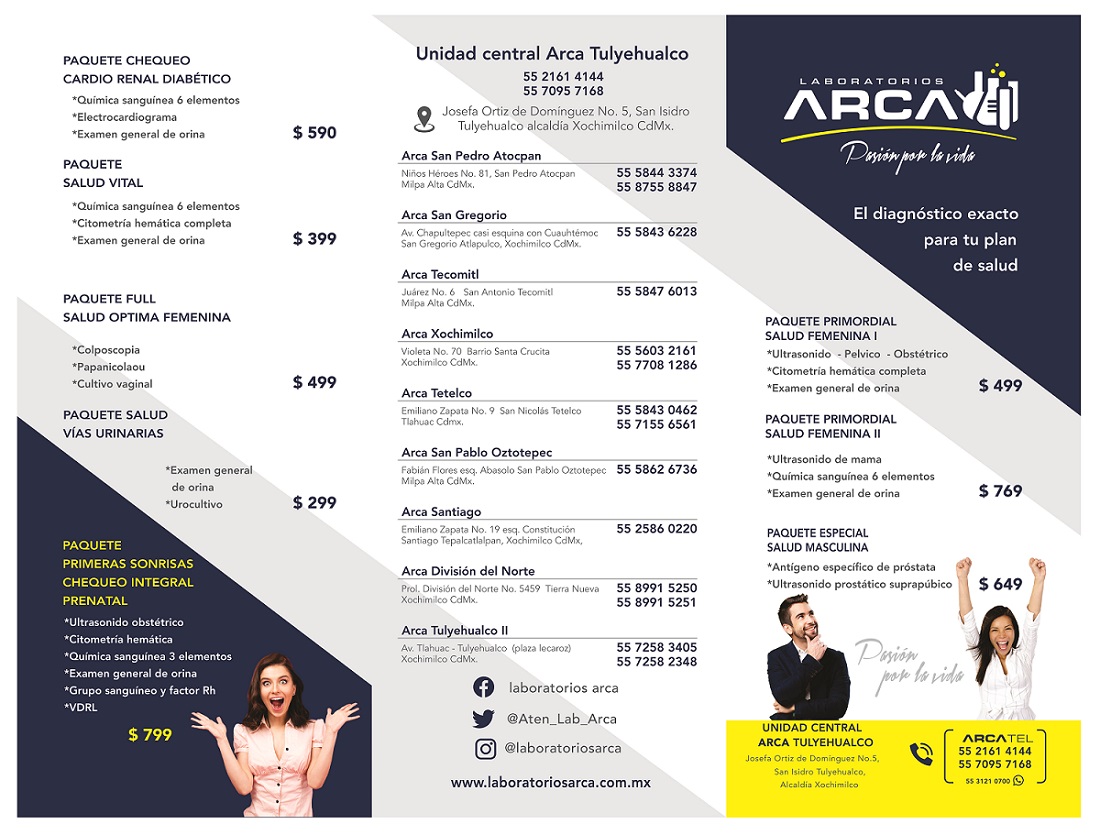 PAQUETE CHEQUEO
CARDIO RENAL DIABÉTICO
*Química sanguínea 6 elementos
*Electrocardiograma
*Examen general de orina
$ 590
PAQUETE
SALUD VITAL
*Química sanguínea 6 elementos
*Citometría hemática completa
*Examen general de orina
$ 399
PAQUETE FULL
SALUD OPTIMA FEMENINA
*Colposcopia
*Papanicolaou
*Cultivo vaginal
$ 499
PAQUETE SALUD
VÍAS URINARIAS
*Examen general
de orina
*Urocultivo
$ 299
PAQUETE
PRIMERAS SONRISAS
CHEQUEO INTEGRAL
PRENATAL
*Ultrasonido obstétrico
*Citometría hemática
*Química sanguínea 3 elementos
*Examen general de orina
*Grupo sanguíneo y factor Rh
*VDRL
$ 799
Unidad central Arca Tulyehualco
55 2161 4144
55 7095 7168
Josefa Ortiz de Domínguez No. 5, San Isidro
Tulyehualco alcaldía Xochimilco CdMx.
Arca San Pedro Atocpan
Niños Héroes No. 81, San Pedro Atocpan
Milpa Alta CdMx.
55 5844 3374
55 8755 8847
Arca San Gregorio
Av. Chapultepec casi esquina con Cuauhtémoc
San Gregorio Atlapulco, Xochimilco CdMx.
55 5843 6228
Arca Tecomitl
Juárez No. 6 San Antonio Tecomitl
Milpa Alta CdMx.
55 5847 6013
Arca Xochimilco
Violeta No. 70 Barrio Santa Crucita
Xochimilco CdMx.
55 5603 2161
55 7708 1286
Arca Tetelco
Emiliano Zapata No. 9 San Nicolás Tetelco
Tlahuac Cdmx.
55 5843 0462
55 7155 6561
Arca San Pablo Oztotepec
Fabián Flores esq. Abasolo San Pablo Oztotepec
Milpa Alta CdMx.
55 5862 6736
Arca Santiago
Emiliano Zapata No. 19 esq. Constitución
Santiago Tepalcatlalpan, Xochimilco CdMx,
55 2586 0220
Arca División del Norte
Prol. División del Norte No. 5459 Tierra Nueva
Xochimilco CdMx.
55 8991 5250
55 8991 5251
Arca Tulyehualco II
Av. Tlahuac - Tulyehualco (plaza lecaroz)
Xochimilco CdMx.
55 7258 3405
55 7258 2348
laboratorios arca
@Aten_Lab_Arca
@laboratoriosarca
www.laboratoriosarca.com.mx
LABORATORIOS
ARCA
Pasión por la vida
El diagnóstico exacto
para tu plan
de salud
PAQUETE PRIMORDIAL
SALUD FEMENINA I
*Ultrasonido - Pelvico - Obstétrico
*Citometría hemática completa
*Examen general de orina
$ 499
PAQUETE PRIMORDIAL
SALUD FEMENINA II
*Ultrasonido de mama
*Química sanguínea 6 elementos
*Examen general de orina
$ 769
PAQUETE ESPECIAL
SALUD MASCULINA
*Antígeno específico de próstata
*Ultrasonido prostático suprapúbico
$ 649
Pasión
por la vida
UNIDAD CENTRAL
ARCA TULYEHUALCO
Josefa Ortiz de Dominguez No.5,
San Isidro Tulyehualco,
Alcaldía Xochimilco
ARCATEL
55 2161 4144
55 7095 7168
55 3121 0700